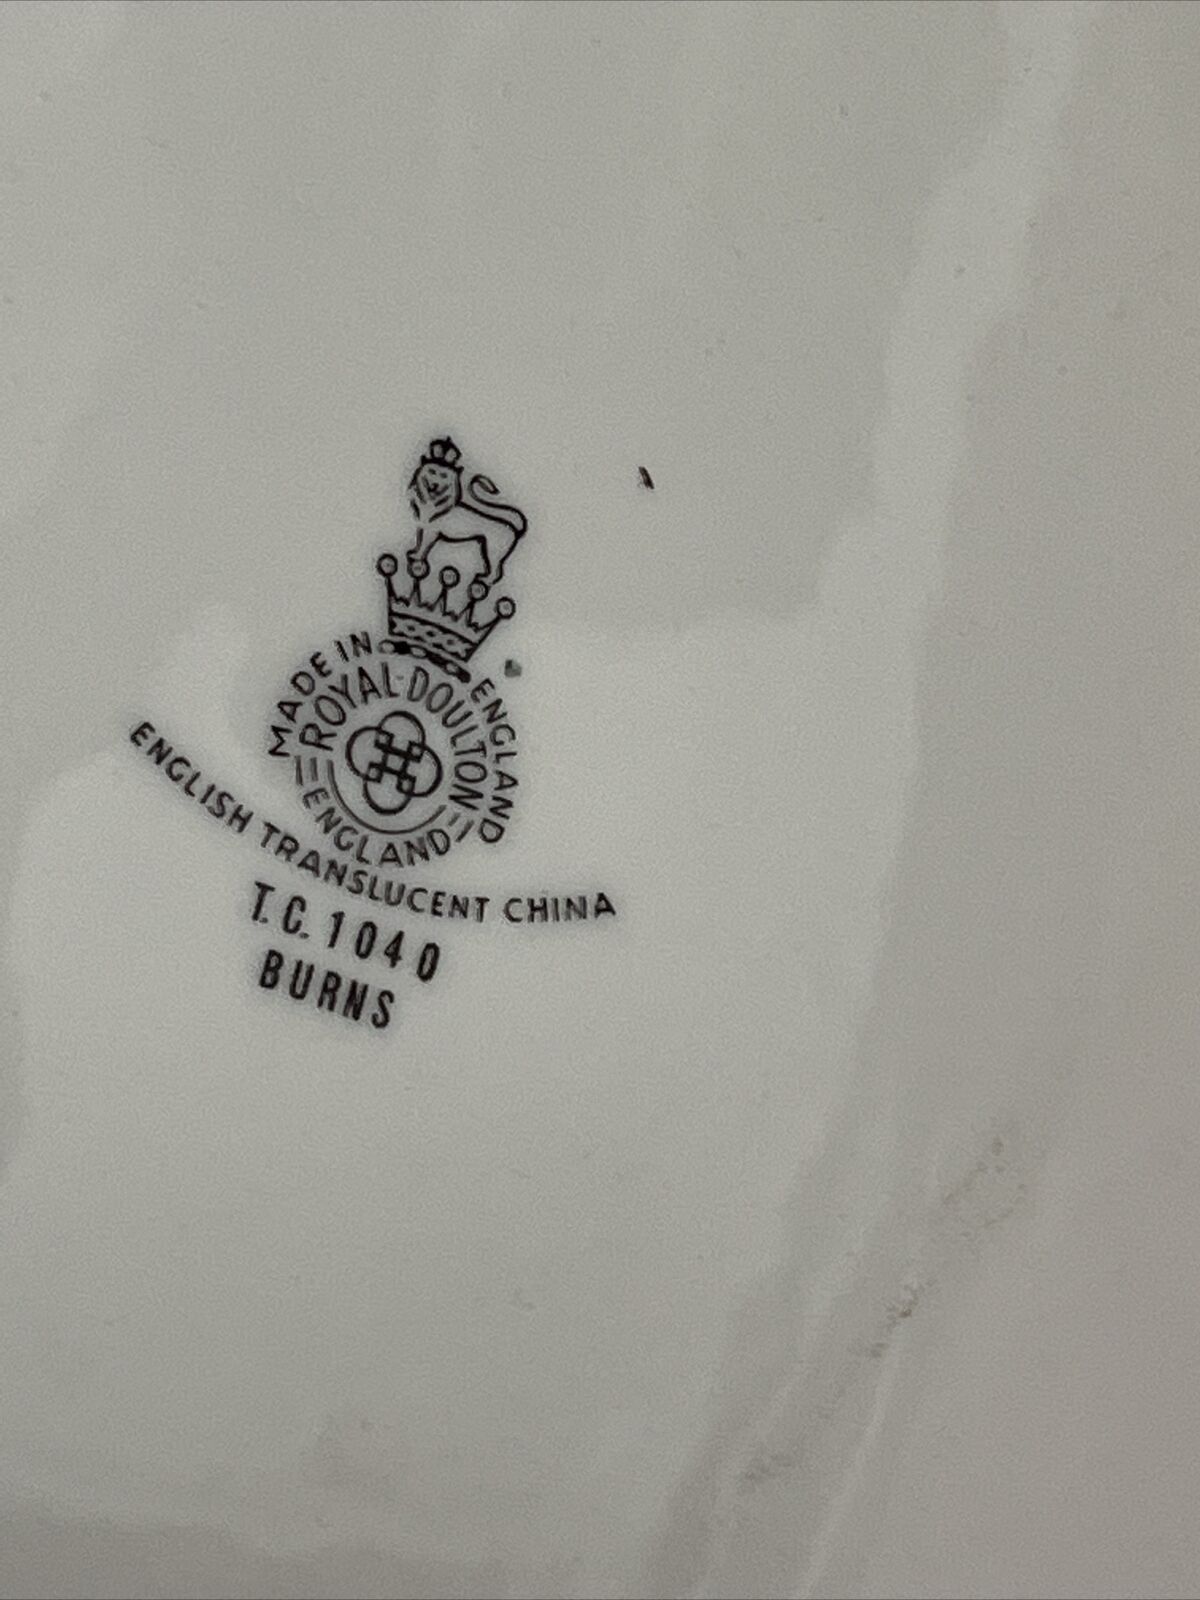 MADE IN ENGLAND
ROYAL·DOULTON
ENGLAND
ENGLISH TRANSLUCENT CHINA
T.C. 1040
BURNS